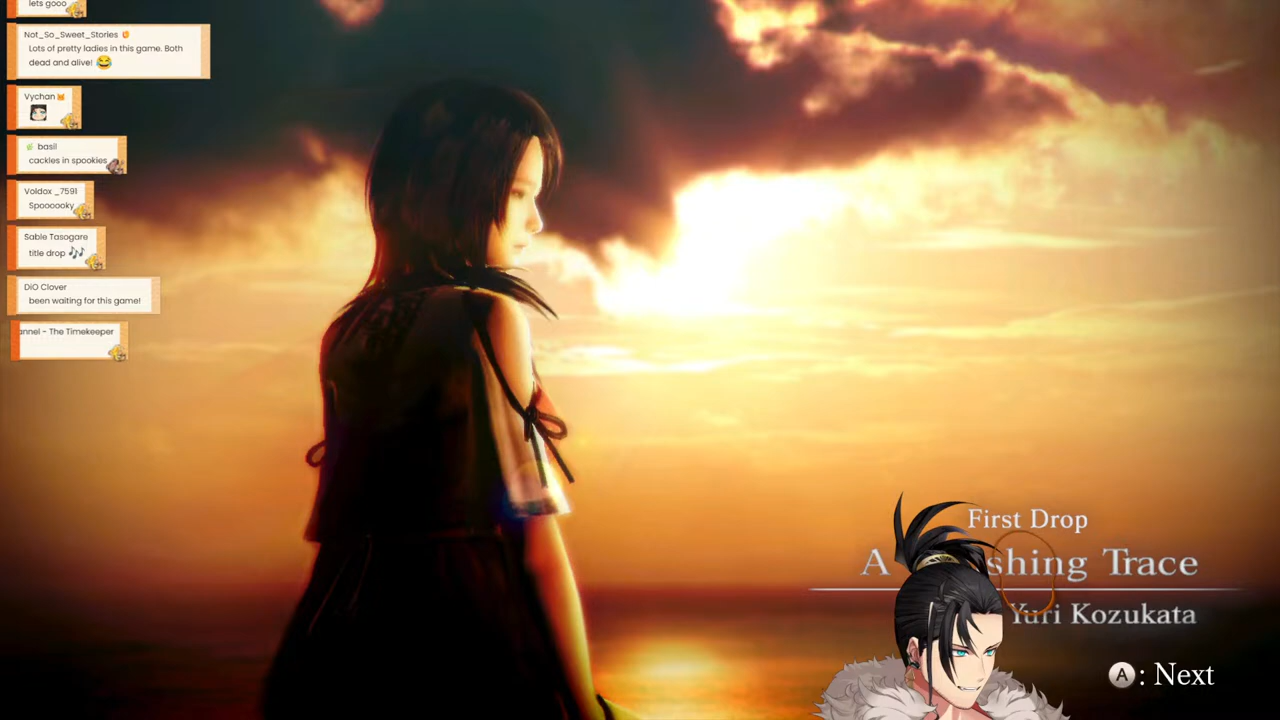 lets gooo
Not_So_Sweet_Stories
Lots of pretty ladies in this game. Both
dead and alive!
Vychan
basil
cackles in spookies
Voldox _7591
Spoooooky
Sable Tasogare
title drop
DiO Clover
been waiting for this game!
annel - The Timekeeper
First Drop
A shing Trace
Yuri Kozukata
A : Next